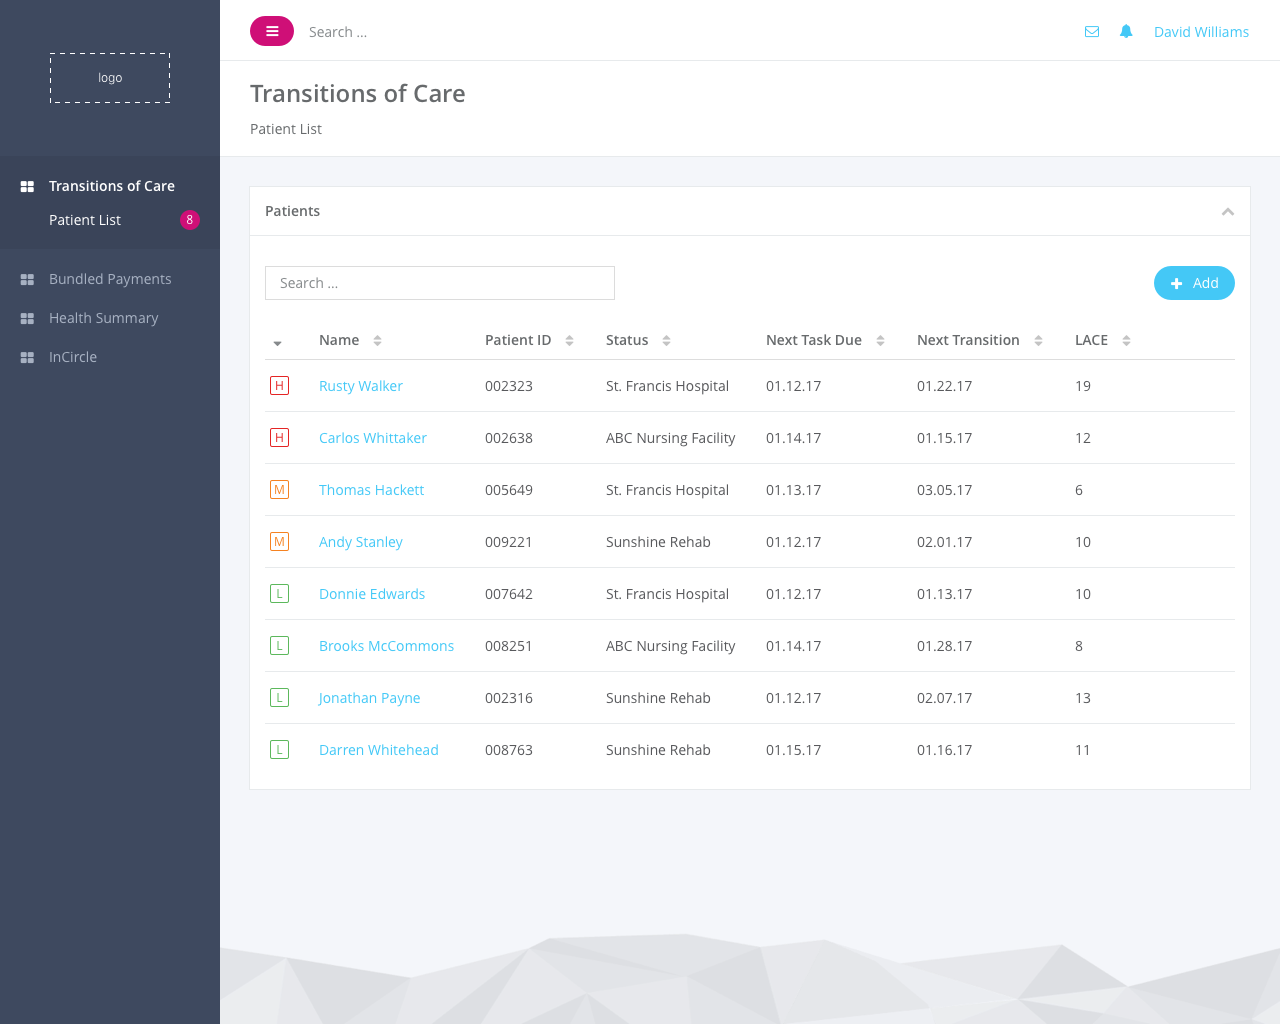 logo
Search ...
David Williams
Transitions of Care
Patient List
Transitions of Care
Patient List 8
Bundled Payments
Health Summary
InCircle
Patients
Search ...
Add
Name Patient ID Status Next Task Due Next Transition LACE
H Rusty Walker 002323 St. Francis Hospital 01.12.17 01.22.17 19
H Carlos Whittaker 002638 ABC Nursing Facility 01.14.17 01.15.17 12
M Thomas Hackett 005649 St. Francis Hospital 01.13.17 03.05.17 6
M Andy Stanley 009221 Sunshine Rehab 01.12.17 02.01.17 10
L Donnie Edwards 007642 St. Francis Hospital 01.12.17 01.13.17 10
L Brooks McCommons 008251 ABC Nursing Facility 01.14.17 01.28.17 8
L Jonathan Payne 002316 Sunshine Rehab 01.12.17 02.07.17 13
L Darren Whitehead 008763 Sunshine Rehab 01.15.17 01.16.17 11